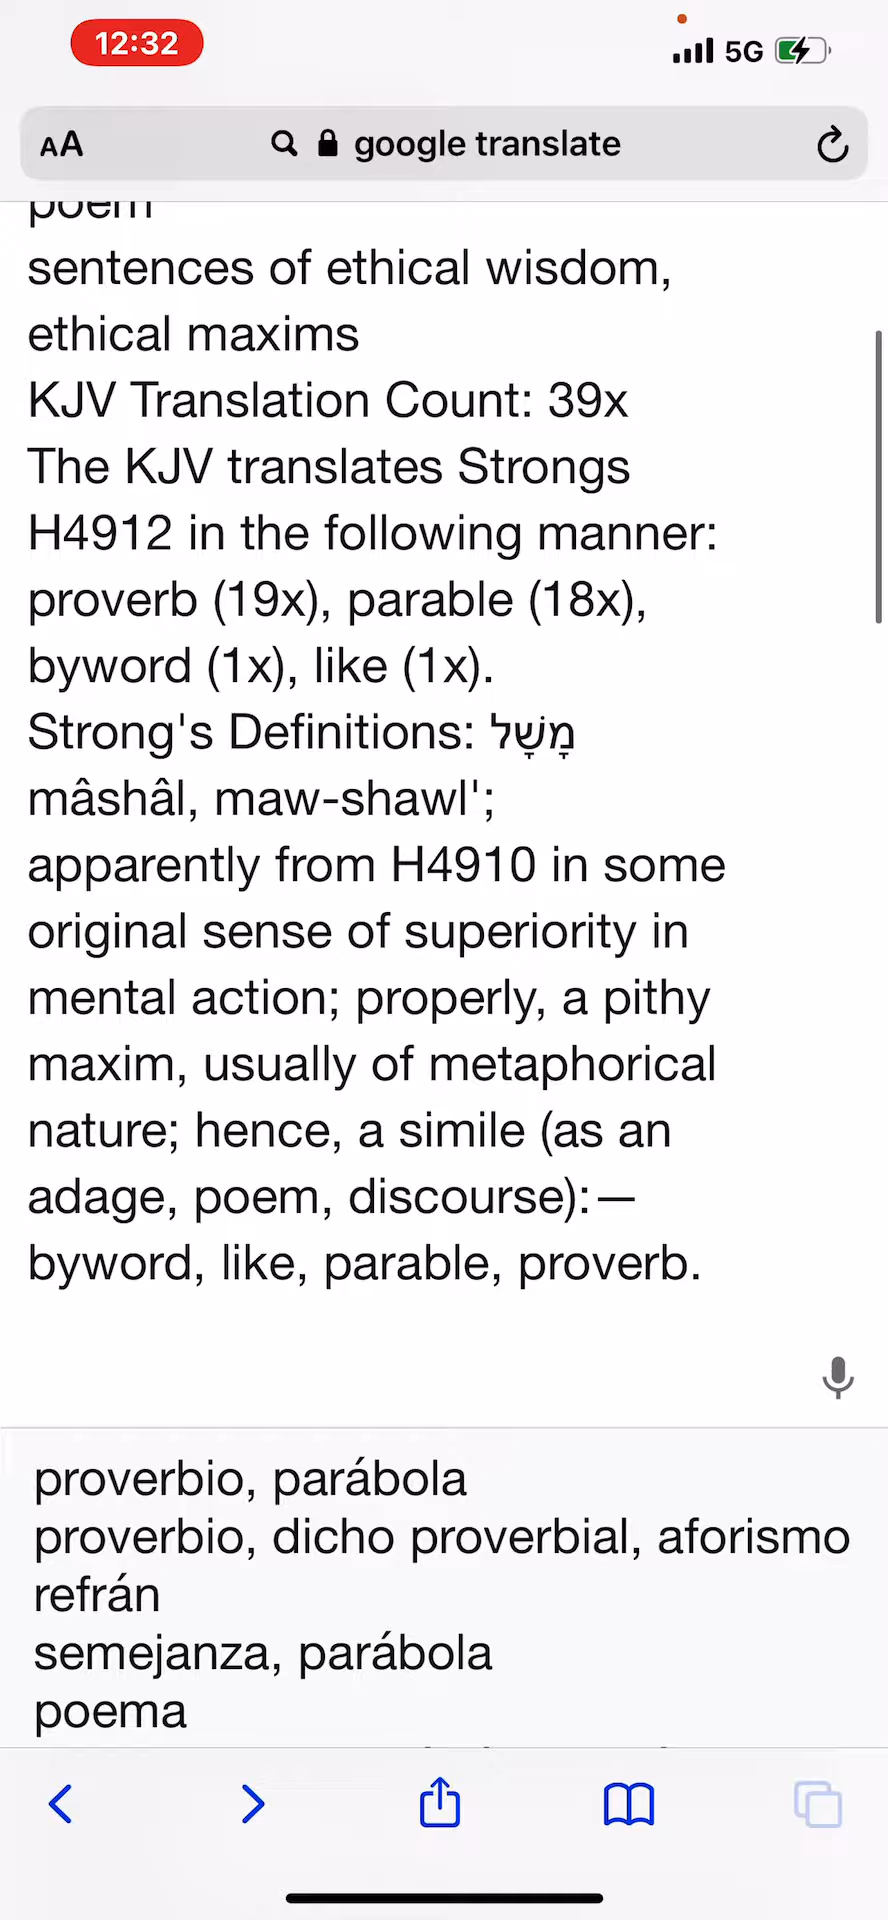 12:32
5G
AA
google translate
poem
sentences of ethical wisdom,
ethical maxims
KJV Translation Count: 39x
The KJV translates Strongs
H4912 in the following manner:
proverb (19x), parable (18x),
byword (1x), like (1x).
Strong's Definitions: מָשָׁל
mâshâl, maw-shawl';
apparently from H4910 in some
original sense of superiority in
mental action; properly, a pithy
maxim, usually of metaphorical
nature; hence, a simile (as an
adage, poem, discourse):—
byword, like, parable, proverb.
proverbio, parábola
proverbio, dicho proverbial, aforismo
refrán
semejanza, parábola
poema